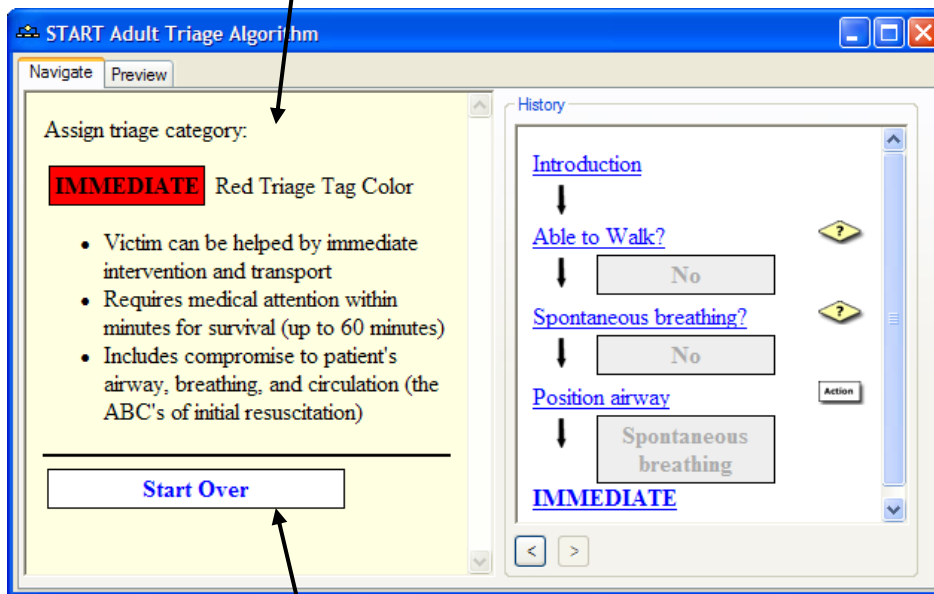 START Adult Triage Algorithm
Navigate
Preview
Assign triage category:
IMMEDIATE Red Triage Tag Color
• Victim can be helped by immediate
intervention and transport
• Requires medical attention within
minutes for survival (up to 60 minutes)
• Includes compromise to patient's
airway, breathing, and circulation (the
ABC's of initial resuscitation)
Start Over
History
Introduction
Able to Walk?
?
No
Spontaneous breathing?
?
No
Position airway
Action
Spontaneous
breathing
IMMEDIATE
< >